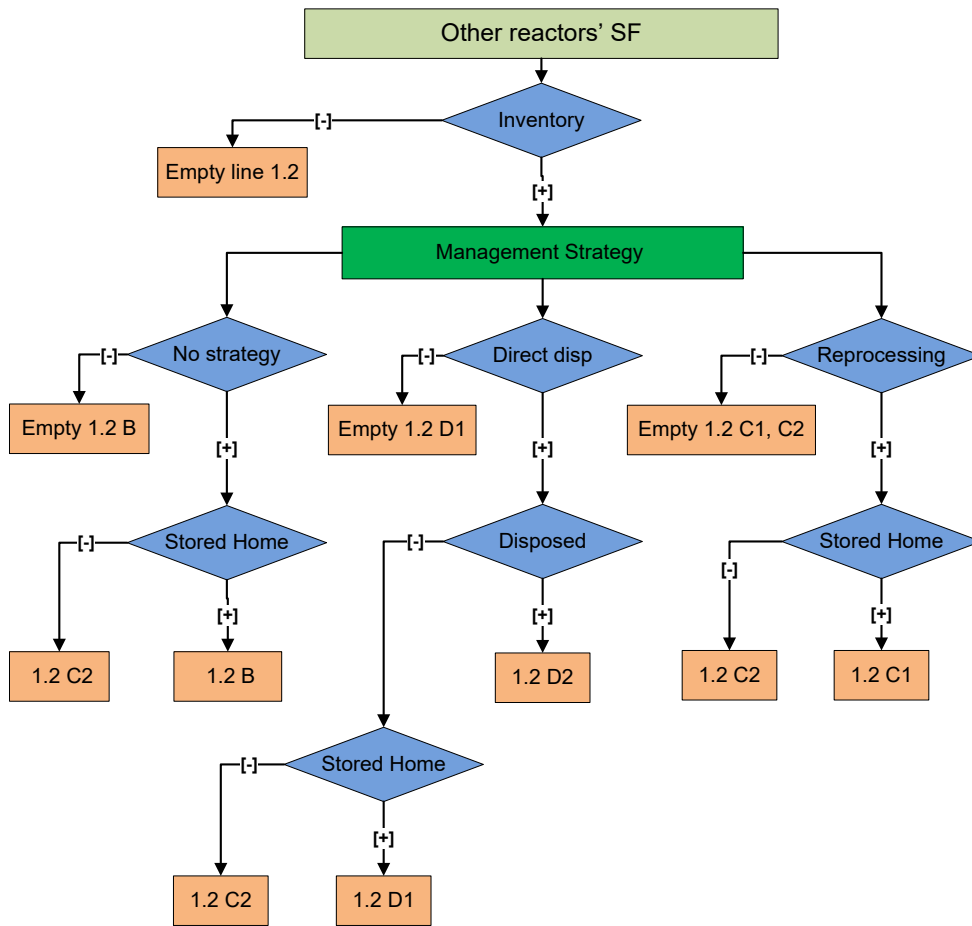 Other reactors' SF
Inventory
[-]
Empty line 1.2
[+]
Management Strategy
No strategy
[-]
Direct disp
[-]
Reprocessing
[-]
Empty 1.2 B
Empty 1.2 D1
Empty 1.2 C1, C2
[+]
[+]
[+]
Stored Home
[-]
Disposed
[-]
Stored Home
[-]
[+]
[+]
[+]
1.2 C2
1.2 B
1.2 D2
1.2 C2
1.2 C1
Stored Home
[-]
[+]
1.2 C2
1.2 D1